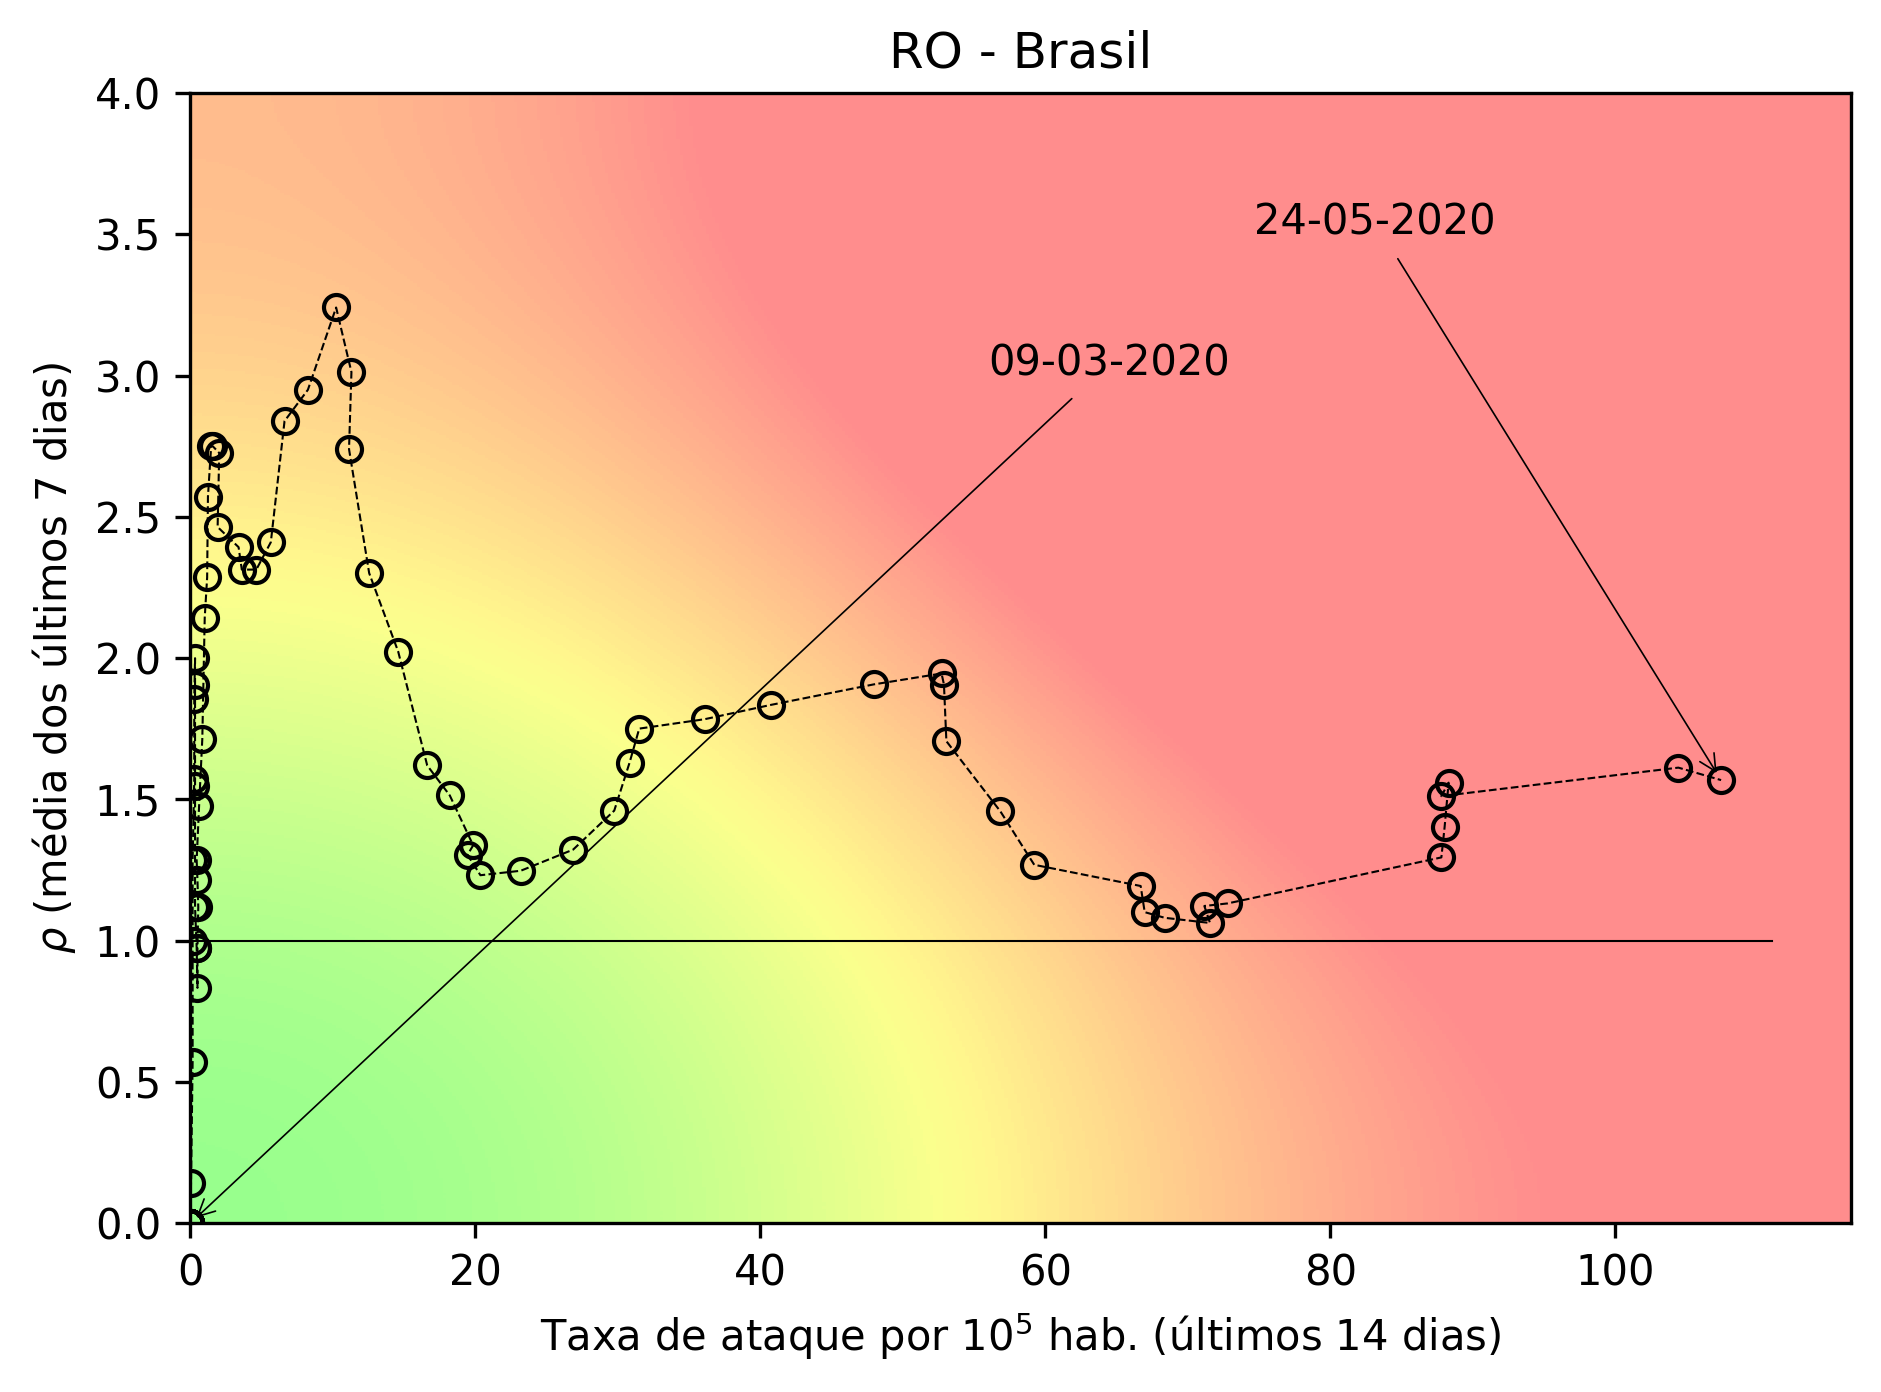 RO - Brasil
4.0
3.5
3.0
2.5
2.0
1.5
1.0
0.5
0.0
ρ (média dos últimos 7 dias)
24-05-2020
09-03-2020
0 20 40 60 80 100
Taxa de ataque por 10⁵ hab. (últimos 14 dias)